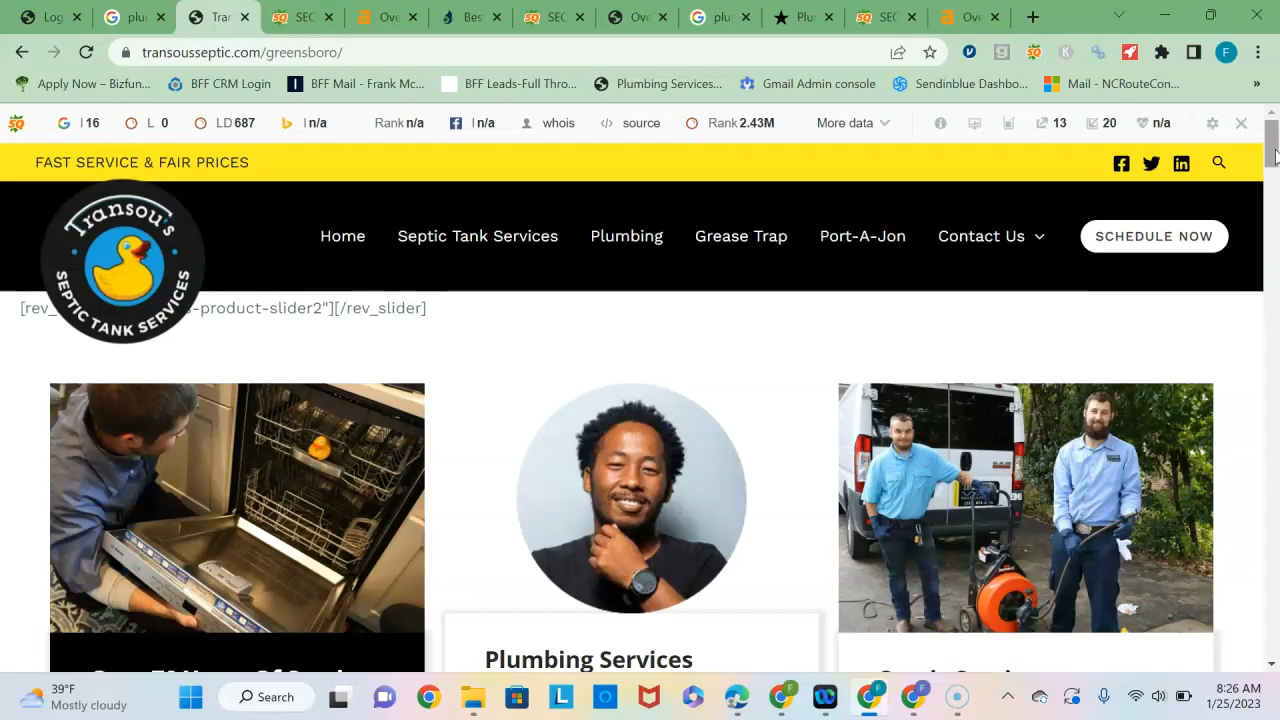 Log
plu
Tra
SEC
Ove
Bes
SEC
Ove
plu
Plu
SEC
Ove
transousseptic.com/greensboro/
F
Apply Now - Bizfun...
BFF CRM Login
BFF Mail - Frank Mc...
BFF Leads-Full Thro...
Plumbing Services...
Gmail Admin console
Sendinblue Dashbo...
Mail - NCRouteCon...
»
I 16
L 0
LD 687
I n/a
Rank n/a
I n/a
whois
source
Rank 2.43M
More data
13
20
n/a
FAST SERVICE & FAIR PRICES
Transou's
SEPTIC TANK SERVICES
Home
Septic Tank Services
Plumbing
Grease Trap
Port-A-Jon
Contact Us
SCHEDULE NOW
[rev_
-product-slider2"][/rev_slider]
Plumbing Services
39°F
Mostly cloudy
Search
8:26 AM
1/25/2023